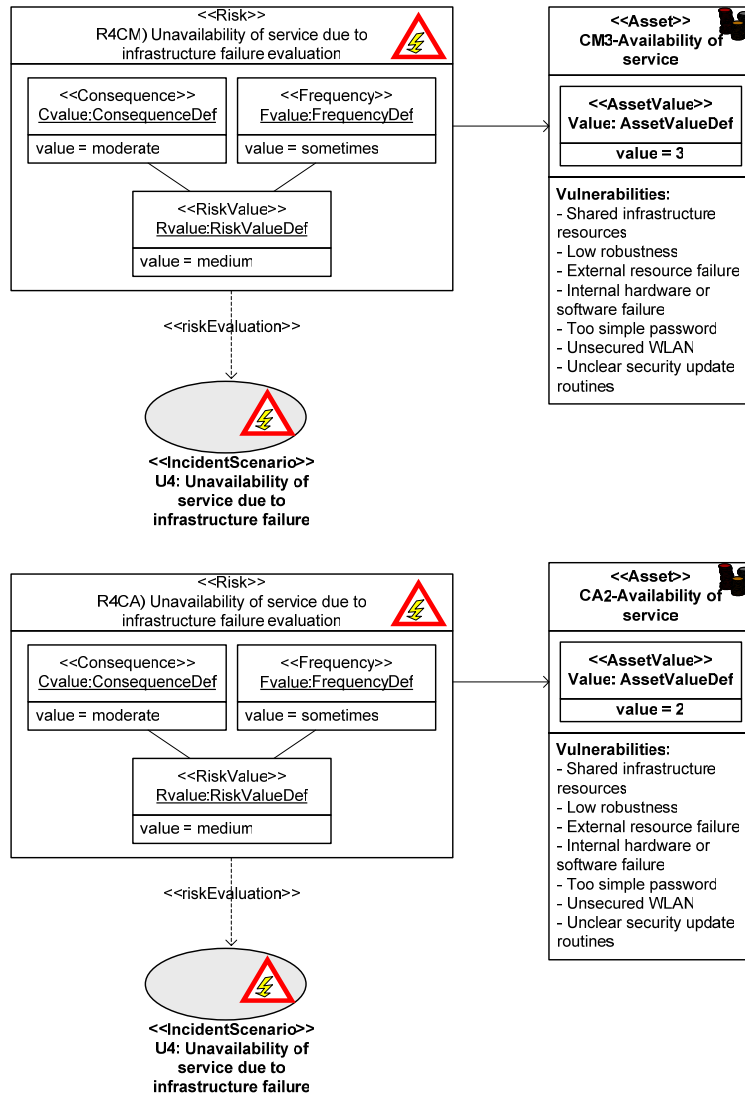 <<Risk>>
R4CM) Unavailability of service due to
infrastructure failure evaluation
<<Consequence>>
Cvalue:ConsequenceDef
value = moderate
<<Frequency>>
Fvalue:FrequencyDef
value = sometimes
<<RiskValue>>
Rvalue:RiskValueDef
value = medium
<<Asset>>
CM3-Availability of
service
<<AssetValue>>
Value: AssetValueDef
value = 3
Vulnerabilities:
- Shared infrastructure
resources
- Low robustness
- External resource failure
- Internal hardware or
software failure
- Too simple password
- Unsecured WLAN
- Unclear security update
routines
<<riskEvaluation>>
<<IncidentScenario>>
U4: Unavailability of
service due to
infrastructure failure
<<Risk>>
R4CA) Unavailability of service due to
infrastructure failure evaluation
<<Consequence>>
Cvalue:ConsequenceDef
value = moderate
<<Frequency>>
Fvalue:FrequencyDef
value = sometimes
<<RiskValue>>
Rvalue:RiskValueDef
value = medium
<<Asset>>
CA2-Availability of
service
<<AssetValue>>
Value: AssetValueDef
value = 2
Vulnerabilities:
- Shared infrastructure
resources
- Low robustness
- External resource failure
- Internal hardware or
software failure
- Too simple password
- Unsecured WLAN
- Unclear security update
routines
<<riskEvaluation>>
<<IncidentScenario>>
U4: Unavailability of
service due to
infrastructure failure